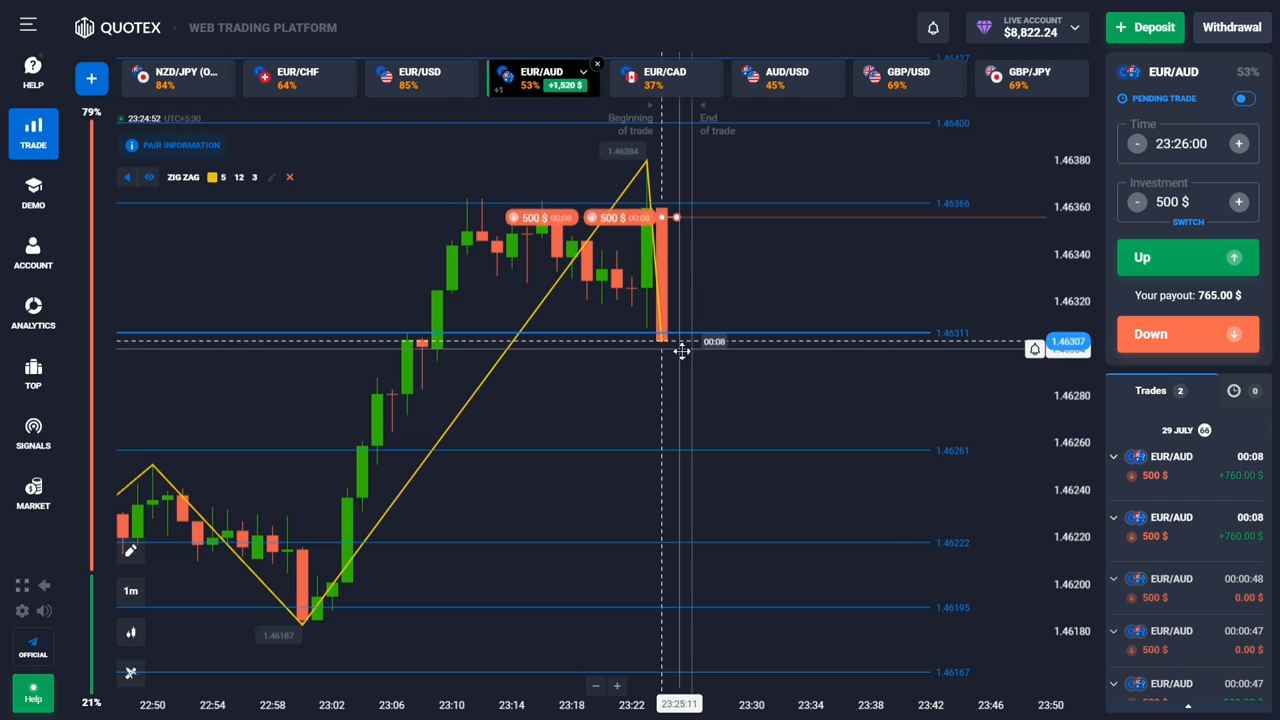 QUOTEX
WEB TRADING PLATFORM
LIVE ACCOUNT
$8,822.24
+ Deposit
Withdrawal
HELP
TRADE
DEMO
ACCOUNT
ANALYTICS
TOP
SIGNALS
MARKET
OFFICIAL
Help
+
NZD/JPY (O...
84%
EUR/CHF
64%
EUR/USD
85%
EUR/AUD
+1 53% +1,520 $
EUR/CAD
37%
AUD/USD
45%
GBP/USD
69%
GBP/JPY
69%
79%
23:24:52 UTC+5:30
PAIR INFORMATION
ZIG ZAG 5 12 3
Beginning
of trade
End
of trade
1.46427
1.46400
1.46384
1.46366
500 $ 00:08
500 $ 00:08
1.46311
00:08
1.46307
1.46261
1.46222
1.46195
1.46187
1.46167
1.46380
1.46360
1.46340
1.46320
1.46280
1.46260
1.46240
1.46220
1.46200
1.46180
1m
21%
22:50
22:54
22:58
23:02
23:06
23:10
23:14
23:18
23:22
23:25:11
23:30
23:34
23:38
23:42
23:46
23:50
EUR/AUD 53%
PENDING TRADE
Time
- 23:26:00 +
Investment
- 500 $ +
SWITCH
Up
Your payout: 765.00 $
Down
Trades 2
0
29 JULY 66
EUR/AUD 00:08
500 $ +760.00 $
EUR/AUD 00:08
500 $ +760.00 $
EUR/AUD 00:00:48
500 $ 0.00 $
EUR/AUD 00:00:47
500 $ 0.00 $
EUR/AUD 00:00:47